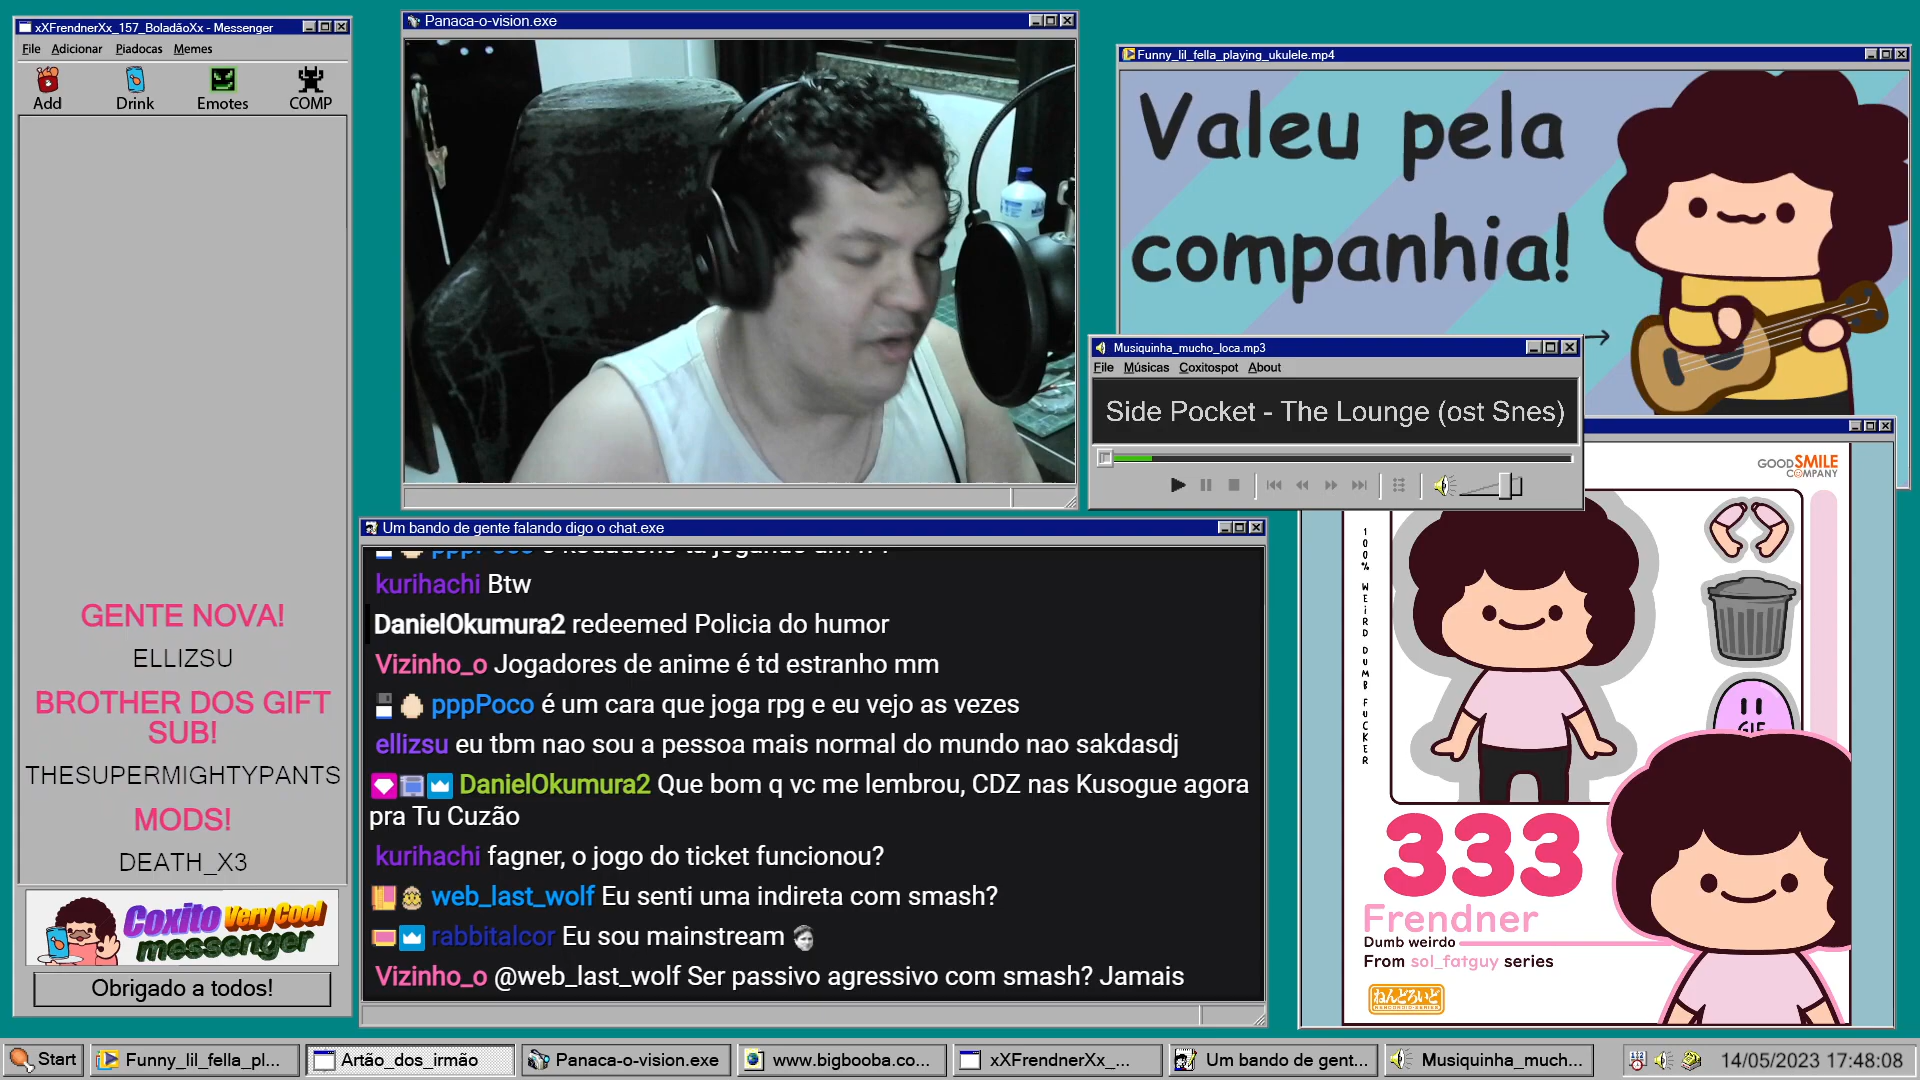 xXFrendnerXx_157_BoladãoXx - Messenger
File Adicionar Piadocas Memes
Add Drink Emotes COMP
GENTE NOVA!
ELLIZSU
BROTHER DOS GIFT
SUB!
THESUPERMIGHTYPANTS
MODS!
DEATH_X3
Coxito Very Cool
messenger
Obrigado a todos!
Panaca-o-vision.exe
Funny_lil_fella_playing_ukulele.mp4
Valeu pela
companhia!
Musiquinha_mucho_loca.mp3
File Músicas Coxitospot About
Side Pocket - The Lounge (ost Snes)
Um bando de gente falando digo o chat.exe
kurihachi Btw
DanielOkumura2 redeemed Policia do humor
Vizinho_o Jogadores de anime é td estranho mm
pppPoco é um cara que joga rpg e eu vejo as vezes
ellizsu eu tbm nao sou a pessoa mais normal do mundo nao sakdasdj
DanielOkumura2 Que bom q vc me lembrou, CDZ nas Kusogue agora
pra Tu Cuzão
kurihachi fagner, o jogo do ticket funcionou?
web_last_wolf Eu senti uma indireta com smash?
rabbitalcor Eu sou mainstream
Vizinho_o @web_last_wolf Ser passivo agressivo com smash? Jamais
GOOD SMILE
COMPANY
100% WEIRD DUMB FUCKER
GIF
333
Frendner
Dumb weirdo
From sol_fatguy series
ねんどろいど
Start
Funny_lil_fella_pl...
Artão_dos_irmão
Panaca-o-vision.exe
www.bigbooba.co...
xXFrendnerXx_...
Um bando de gent...
Musiquinha_much...
14/05/2023 17:48:08